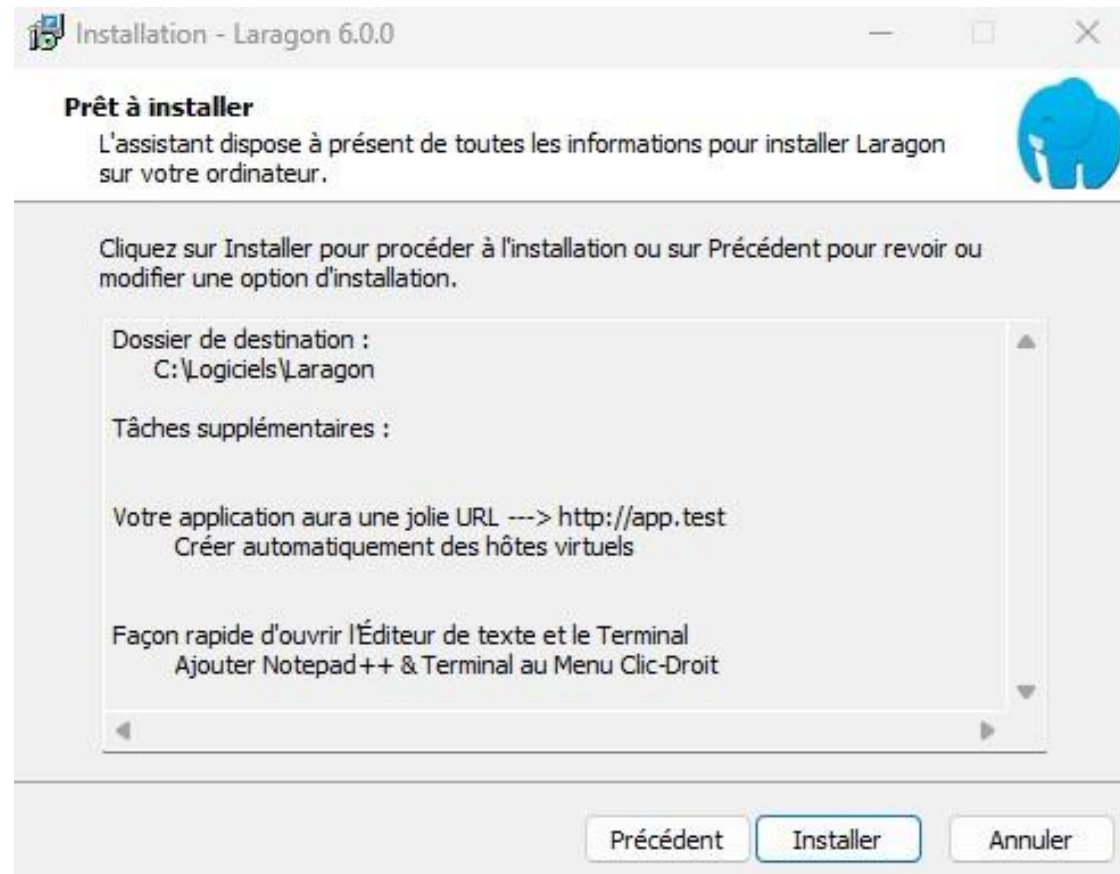 Installation - Laragon 6.0.0
Prêt à installer
L'assistant dispose à présent de toutes les informations pour installer Laragon
sur votre ordinateur.
Cliquez sur Installer pour procéder à l'installation ou sur Précédent pour revoir ou
modifier une option d'installation.
Dossier de destination :
C:\Logiciels\Laragon
Tâches supplémentaires :
Votre application aura une jolie URL ---> http://app.test
Créer automatiquement des hôtes virtuels
Façon rapide d'ouvrir l'Éditeur de texte et le Terminal
Ajouter Notepad++ & Terminal au Menu Clic-Droit
Précédent
Installer
Annuler